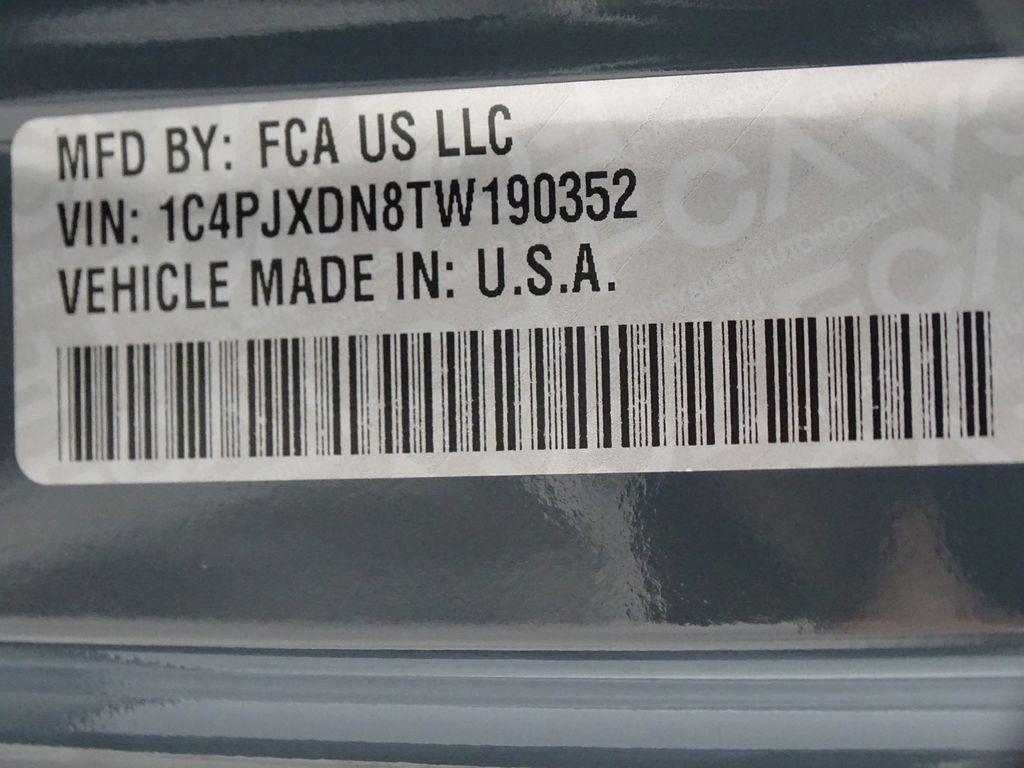 MFD BY: FCA US LLC
VIN: 1C4PJXDN8TW190352
VEHICLE MADE IN: U.S.A.